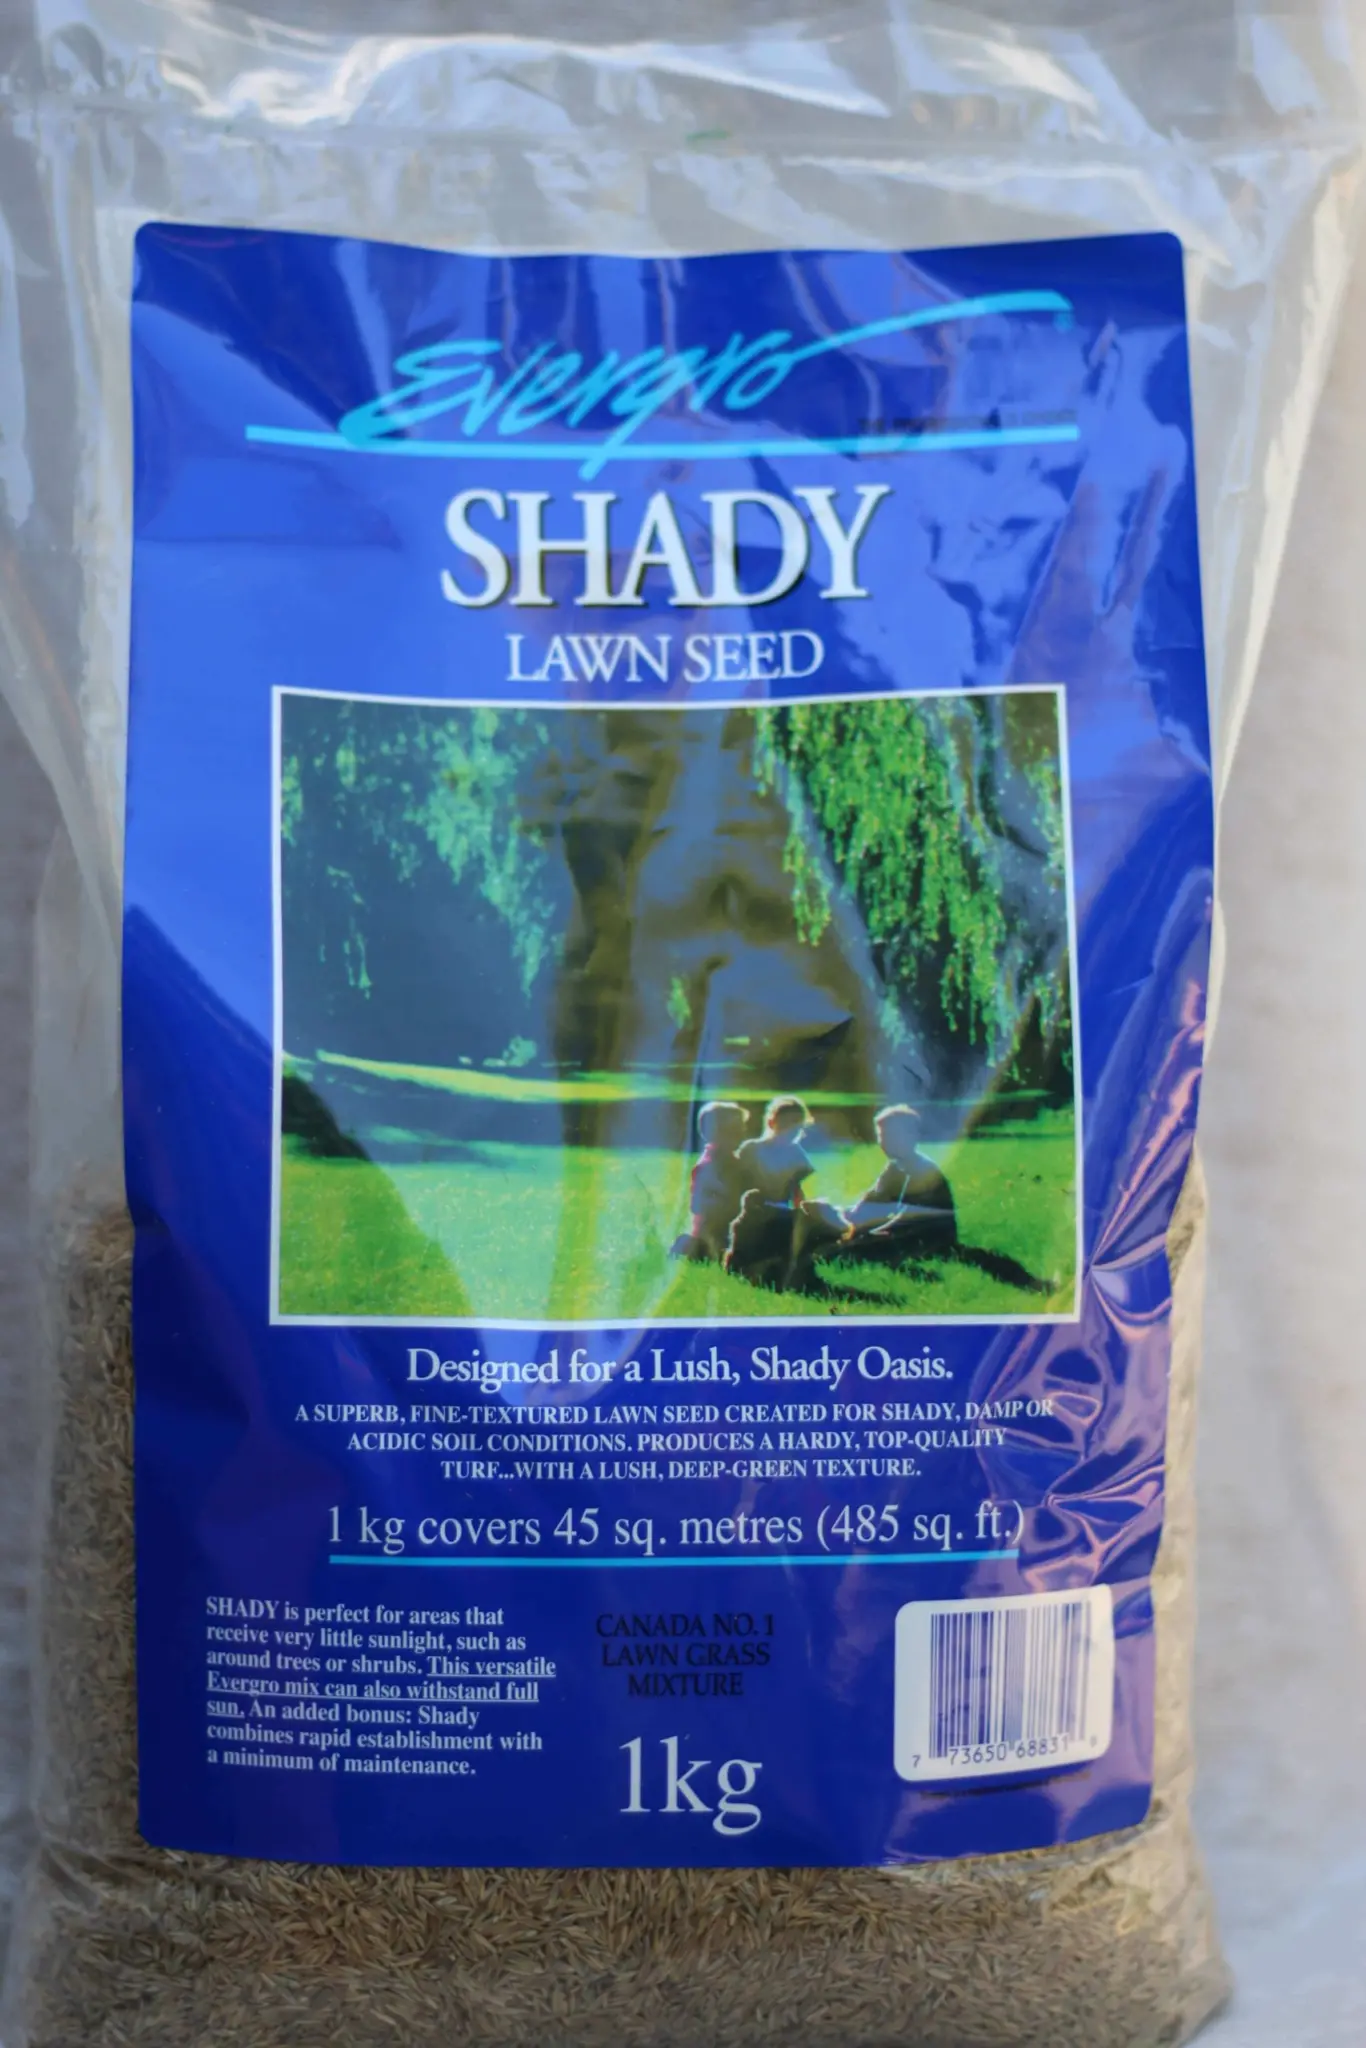 Evergro
SHADY
LAWN SEED
Designed for a Lush, Shady Oasis.
A SUPERB, FINE-TEXTURED LAWN SEED CREATED FOR SHADY, DAMP OR
ACIDIC SOIL CONDITIONS. PRODUCES A HARDY, TOP-QUALITY
TURF...WITH A LUSH, DEEP-GREEN TEXTURE.
1 kg covers 45 sq. metres (485 sq. ft.)
SHADY is perfect for areas that
receive very little sunlight, such as
around trees or shrubs. This versatile
Evergro mix can also withstand full
sun. An added bonus: Shady
combines rapid establishment with
a minimum of maintenance.
CANADA NO. 1
LAWN GRASS
MIXTURE
1kg
7 73650 68831